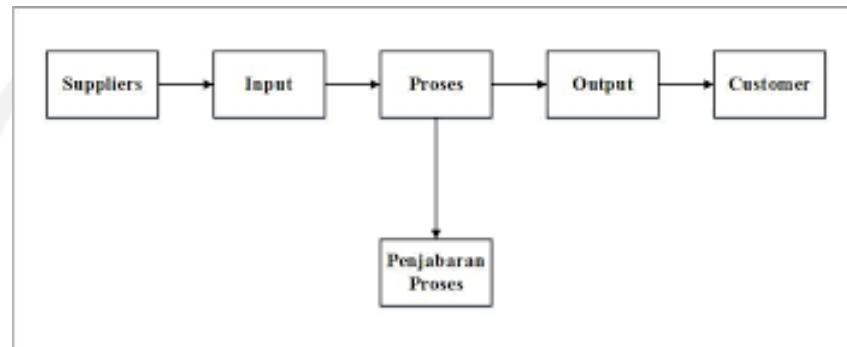 Suppliers
Input
Proses
Output
Customer
Penjabaran
Proses